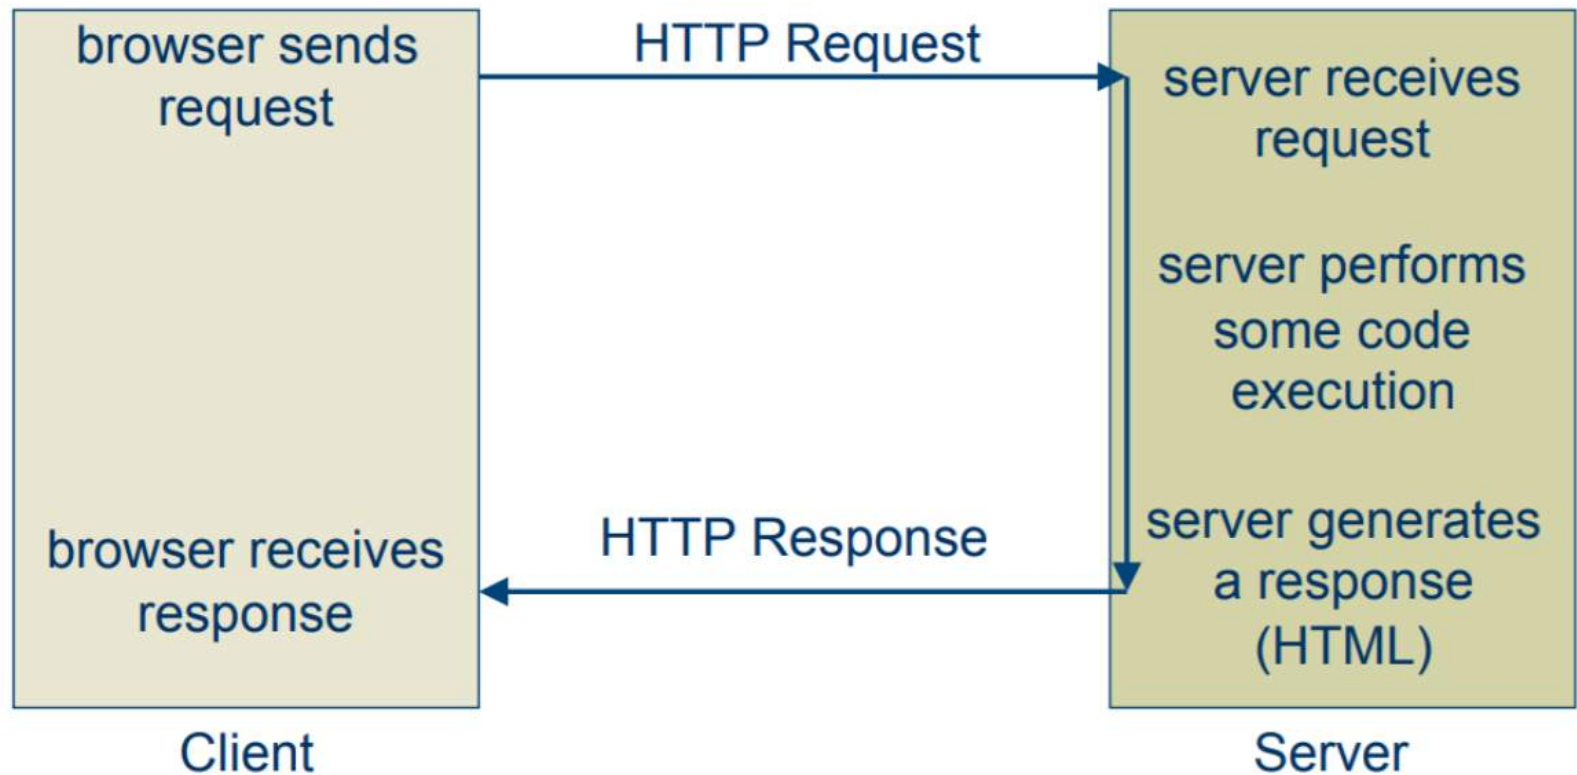 browser sends
request
HTTP Request
server receives
request
server performs
some code
execution
server generates
a response
(HTML)
HTTP Response
browser receives
response
Client
Server